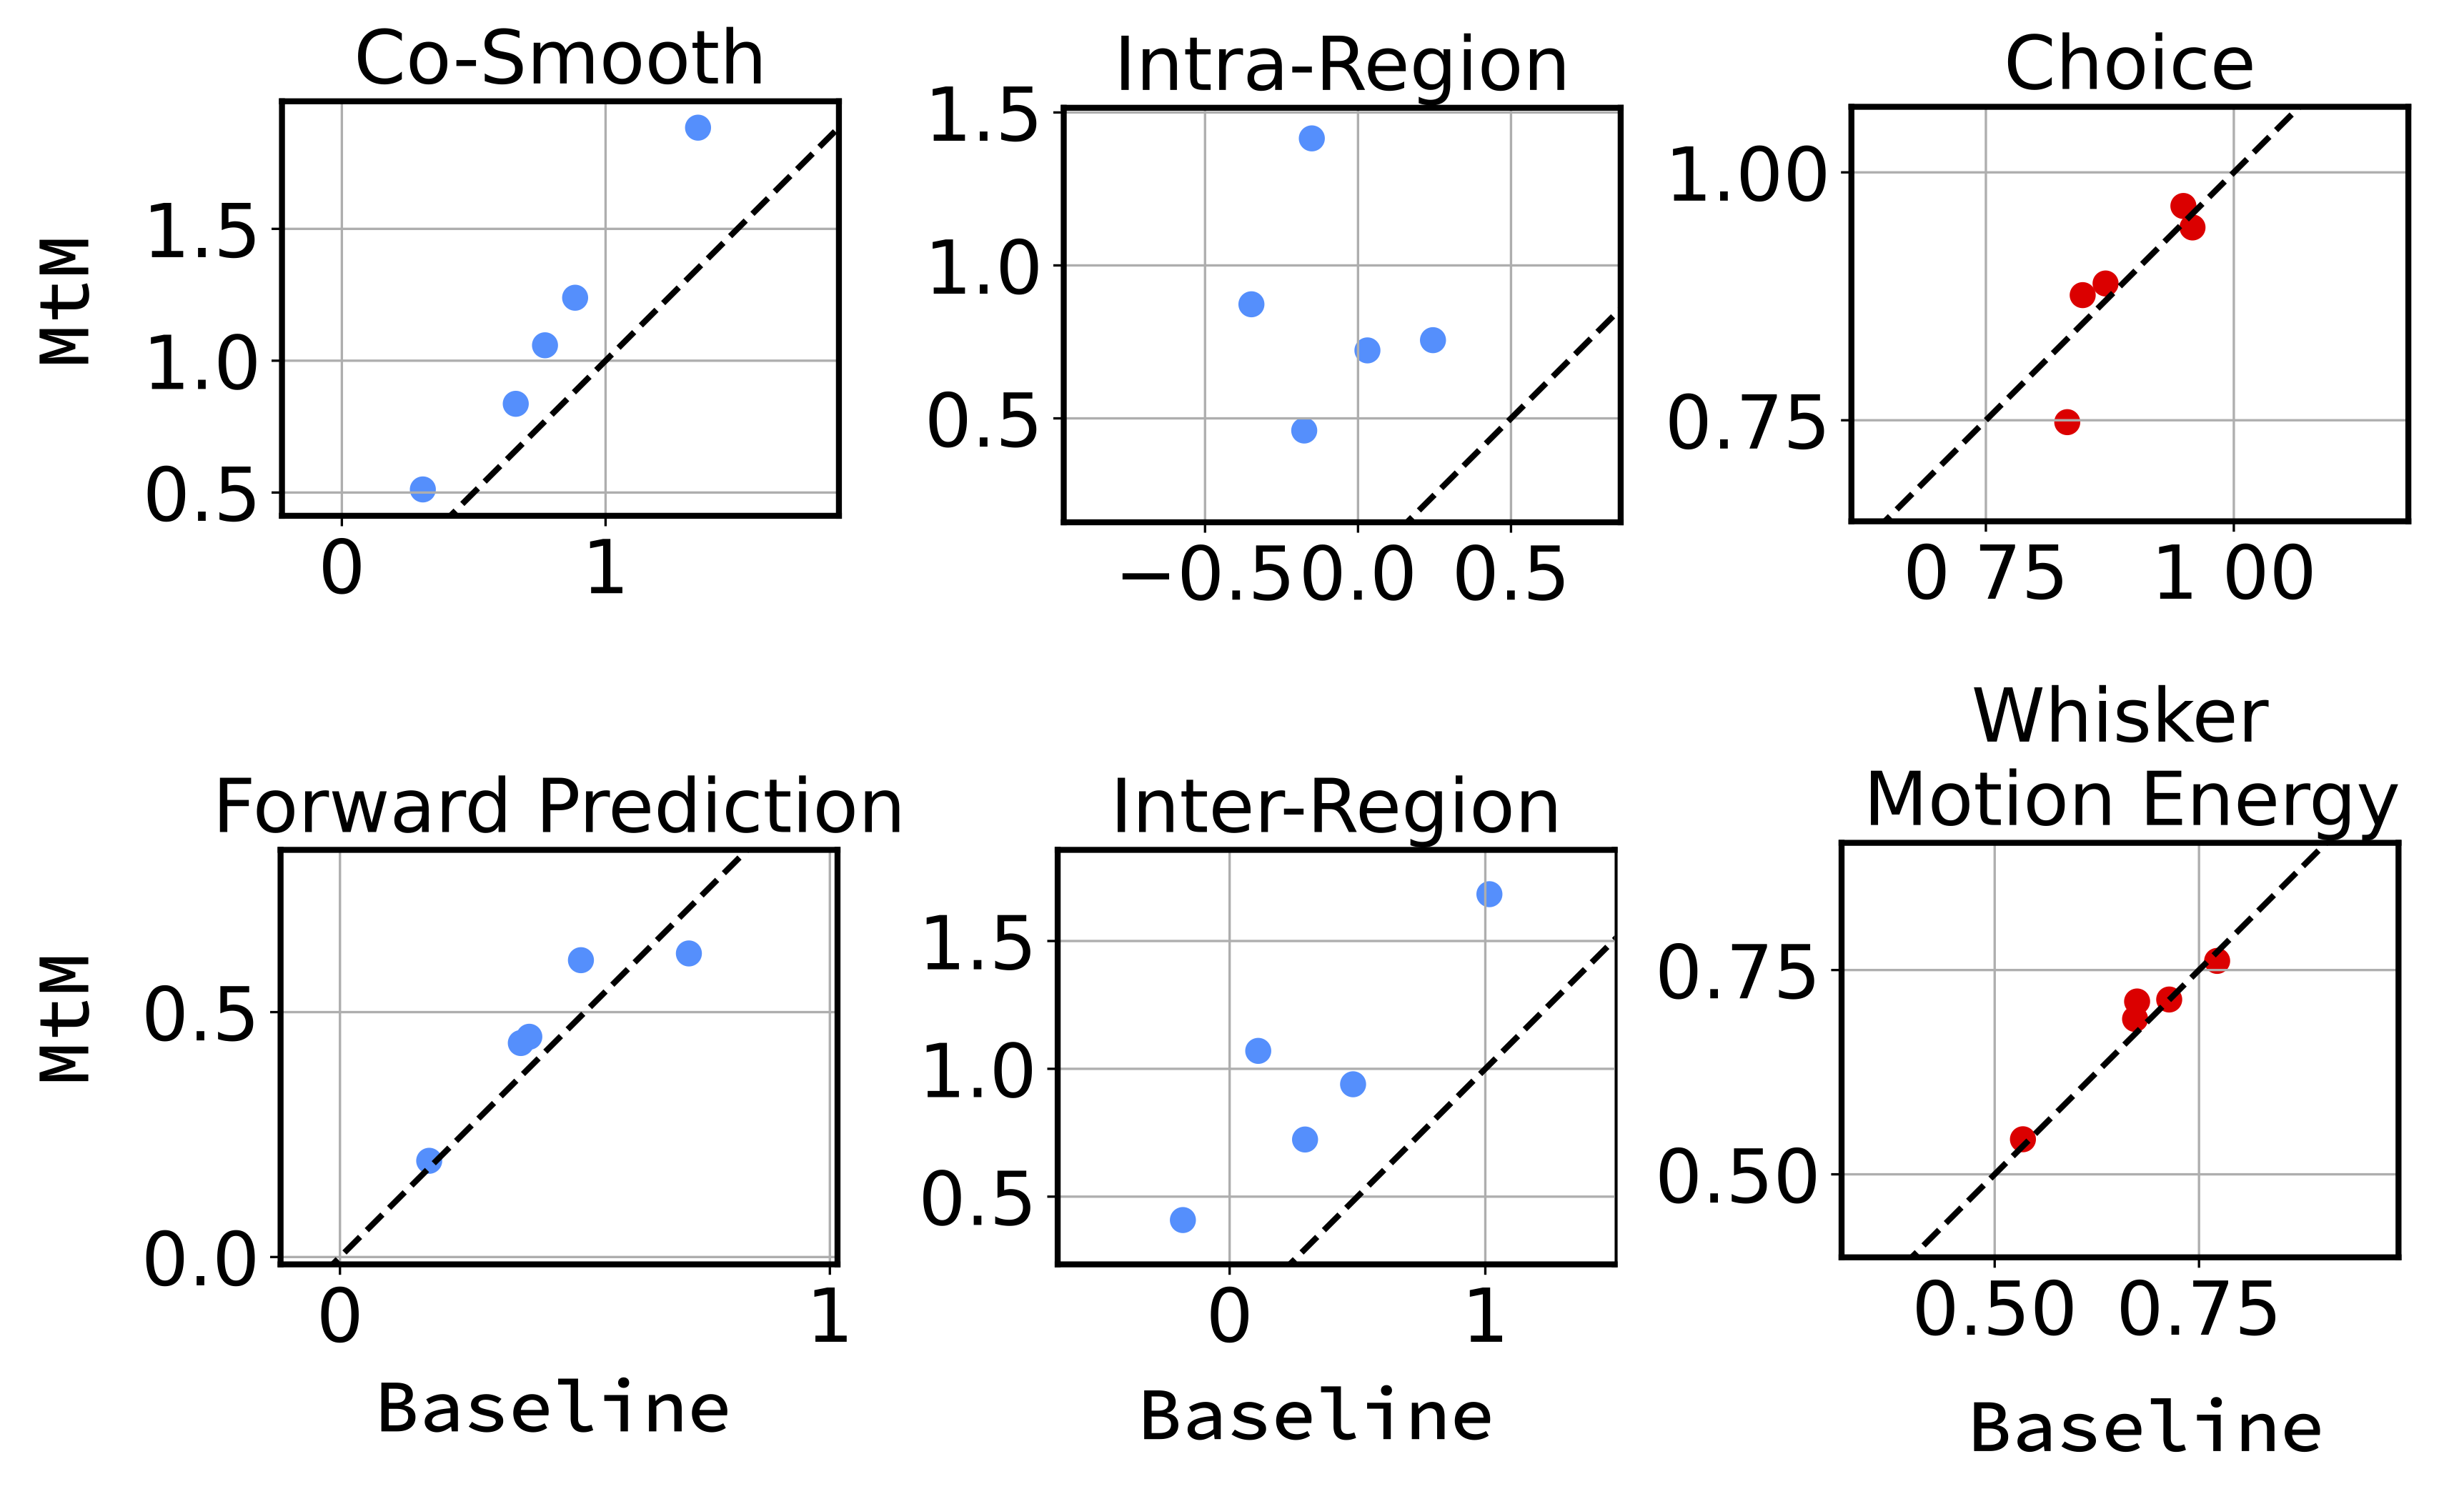 Co-Smooth
Intra-Region
Choice
MtM
1.5
1.0
0.5
0
1
1.5
1.0
0.5
−0.5
0.0
0.5
1.00
0.75
0 75
1 00
Forward Prediction
Inter-Region
Whisker
Motion Energy
MtM
0.5
0.0
0
1
Baseline
1.5
1.0
0.5
0
1
Baseline
0.75
0.50
0.50
0.75
Baseline